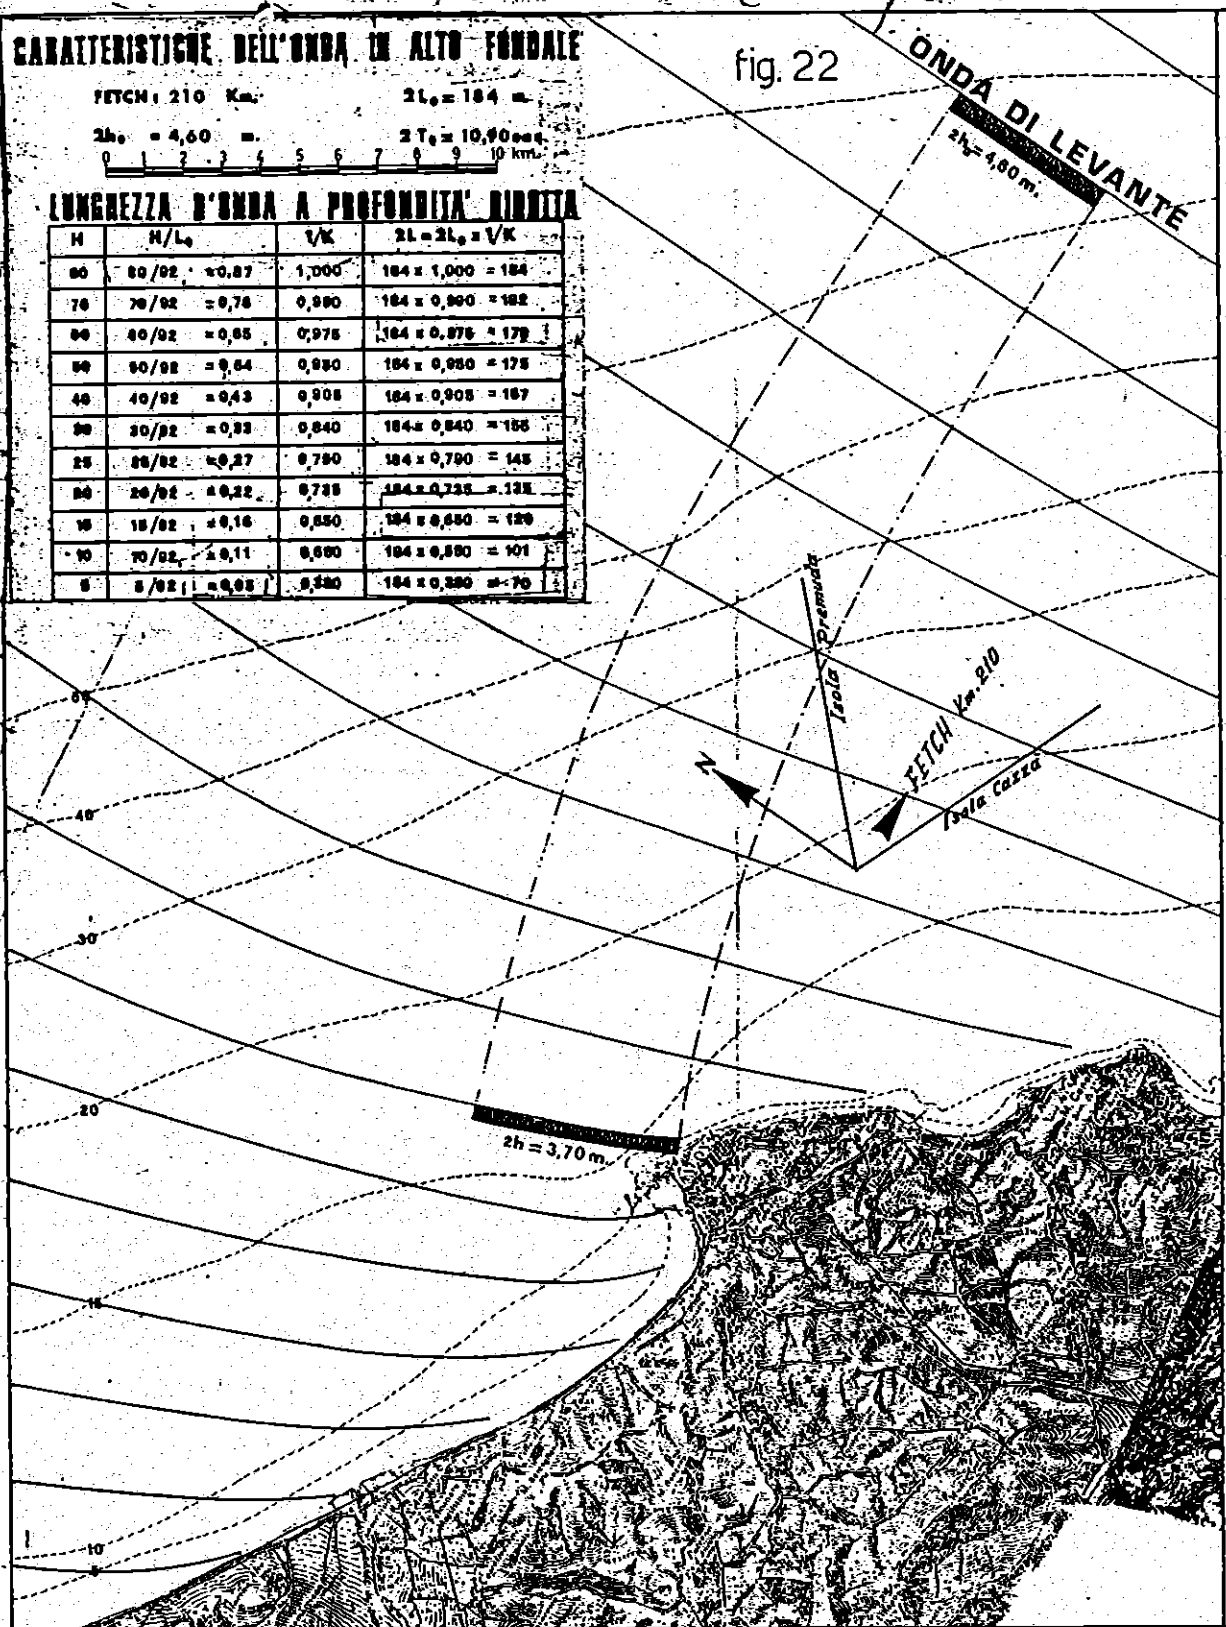 CARATTERISTICHE DELL'ONDA IN ALTO FONDALE
FETCH: 210 Km. 2L₀ = 184 m.
2h₀ = 4,60 m. 2T₀ = 10,90 sec.
0 1 2 3 4 5 6 7 8 9 10 km.
LUNGHEZZA D'ONDA A PROFONDITA' RIDOTTA
H H/L₀ 1/K 2L = 2L₀ x 1/K
80 80/92 = 0,87 1,000 184 x 1,000 = 184
70 70/92 = 0,76 0,990 184 x 0,990 = 182
60 60/92 = 0,65 0,975 184 x 0,975 = 179
50 50/92 = 0,54 0,950 184 x 0,950 = 175
40 40/92 = 0,43 0,905 184 x 0,905 = 167
30 30/92 = 0,33 0,840 184 x 0,840 = 155
25 25/92 = 0,27 0,790 184 x 0,790 = 145
20 20/92 = 0,22 0,735 184 x 0,735 = 135
15 15/92 = 0,16 0,650 184 x 0,650 = 120
10 10/92 = 0,11 0,550 184 x 0,550 = 101
5 5/92 = 0,05 0,380 184 x 0,380 = 70
fig. 22
ONDA DI LEVANTE
2h₀ = 4,60 m.
Isola Premuda
FETCH Km. 210
Isola Cazza
N
40
30
20
2h = 3,70 m.
15
10
5